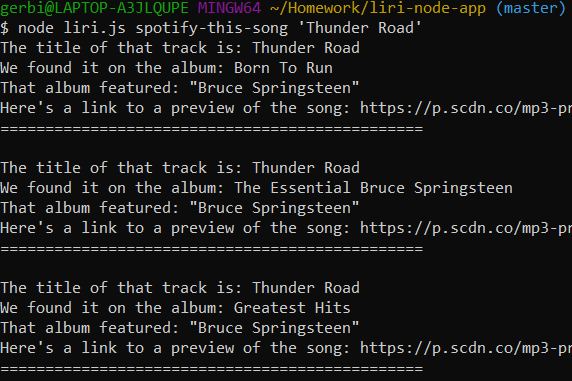 gerbi@LAPTOP-A3JLQUPE MINGW64 ~/Homework/liri-node-app (master)
$ node liri.js spotify-this-song 'Thunder Road'
The title of that track is: Thunder Road
We found it on the album: Born To Run
That album featured: "Bruce Springsteen"
Here's a link to a preview of the song: https://p.scdn.co/mp3-pr
===============================================
The title of that track is: Thunder Road
We found it on the album: The Essential Bruce Springsteen
That album featured: "Bruce Springsteen"
Here's a link to a preview of the song: https://p.scdn.co/mp3-pr
===============================================
The title of that track is: Thunder Road
We found it on the album: Greatest Hits
That album featured: "Bruce Springsteen"
Here's a link to a preview of the song: https://p.scdn.co/mp3-pr
===============================================